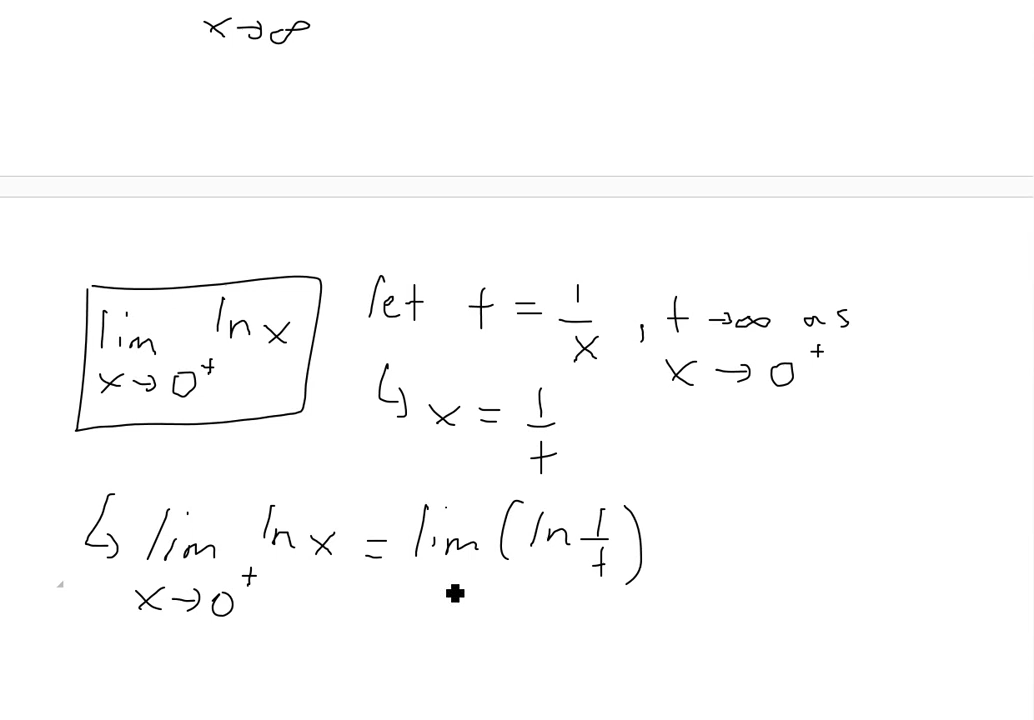 x→∞
lim ln x let t = 1/x , t →∞ as
x→0⁺ x → 0⁺
↳ x = 1/t
↳ lim ln x = lim (ln 1/t)
x→0⁺